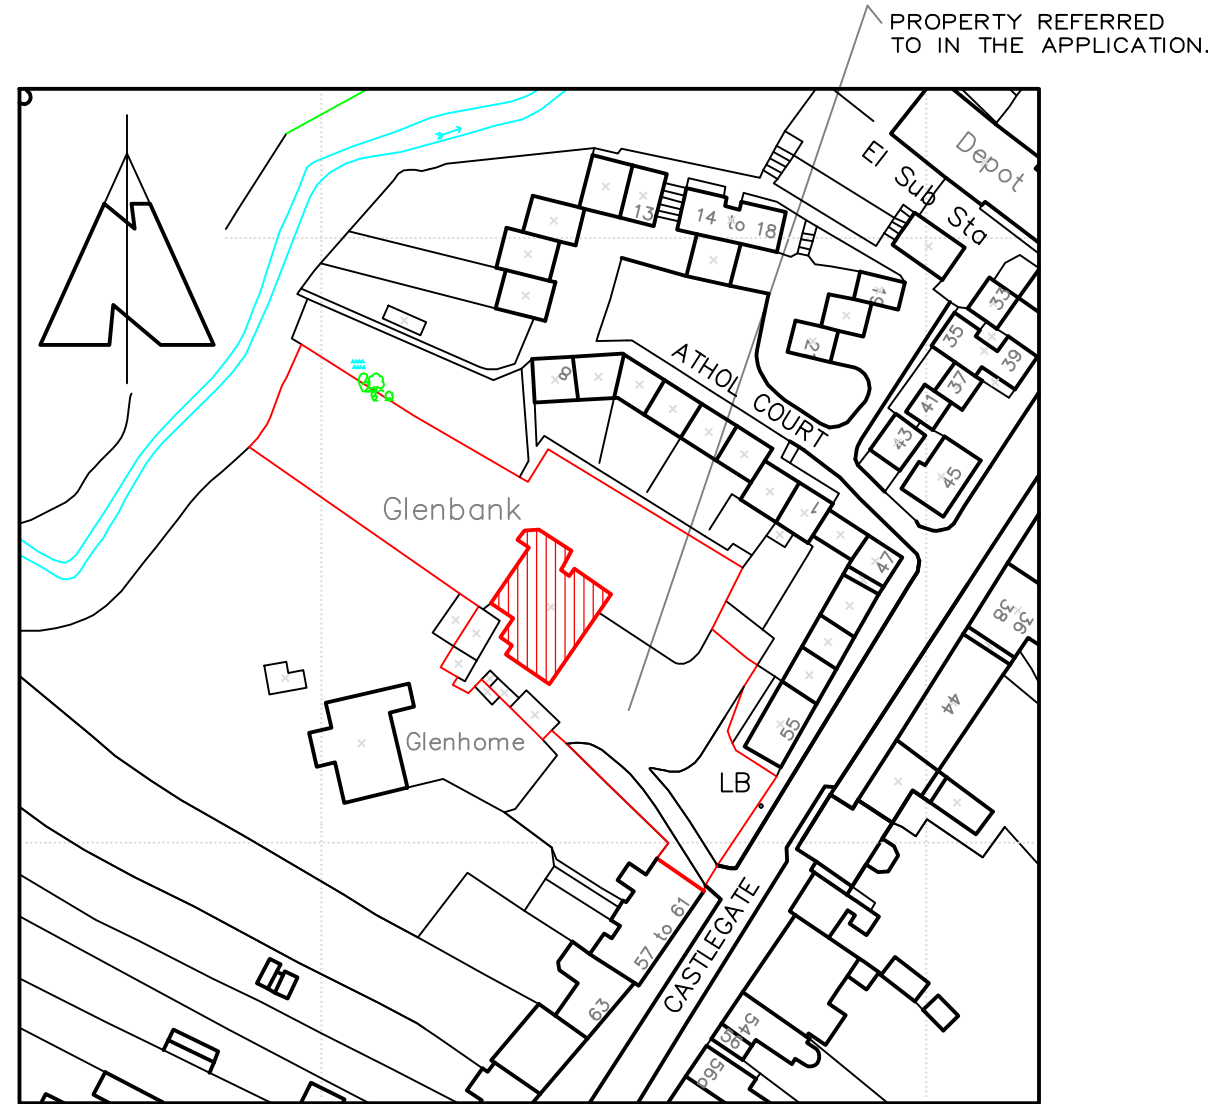 PROPERTY REFERRED
TO IN THE APPLICATION.
Depot
El Sub Sta
13
14 to 18
19
21
33
35
39
37
41
43
45
8
ATHOL COURT
1
47
Glenbank
36
38
44
55
Glenhome
LB
CASTLEGATE
57 to 61
63
54
56
56a